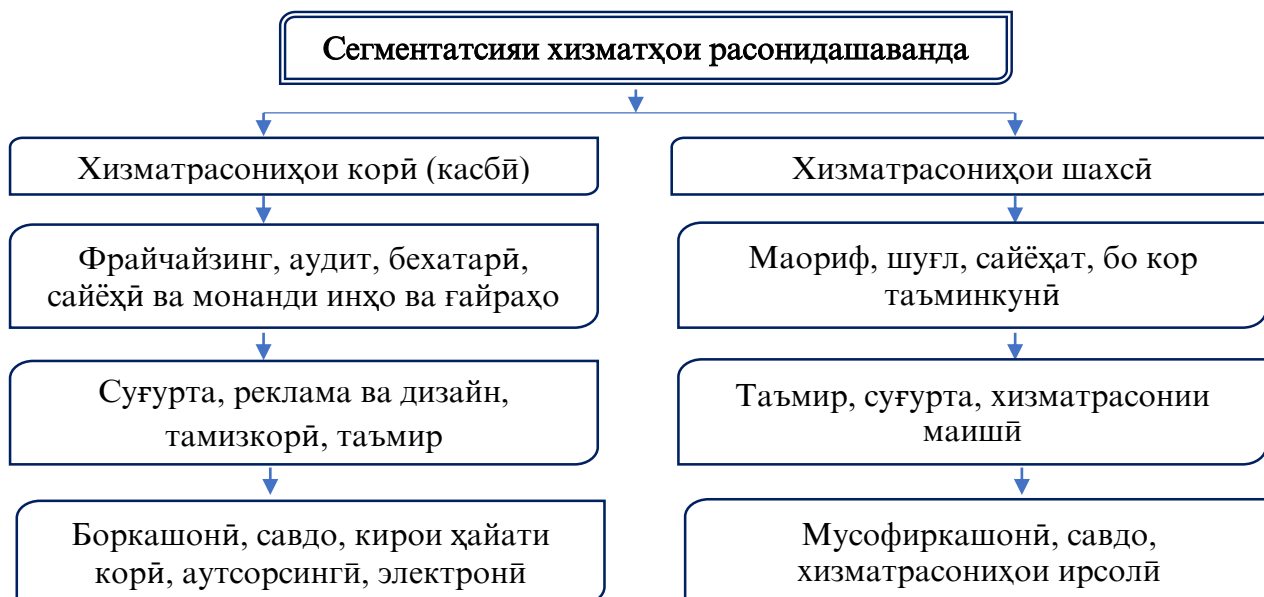 Сегментатсияи хизматҳои расонидашаванда
Хизматрасониҳои корӣ (касбӣ)
Фрайчайзинг, аудит, бехатарӣ,
сайёҳӣ ва монанди инҳо ва ғайраҳо
Суғурта, реклама ва дизайн,
тамизкорӣ, таъмир
Боркашонӣ, савдо, кирои ҳайати
корӣ, аутсорсингӣ, электронӣ
Хизматрасониҳои шахсӣ
Маориф, шуғл, сайёҳат, бо кор
таъминкунӣ
Таъмир, суғурта, хизматрасонии
маишӣ
Мусофиркашонӣ, савдо,
хизматрасониҳои ирсолӣ